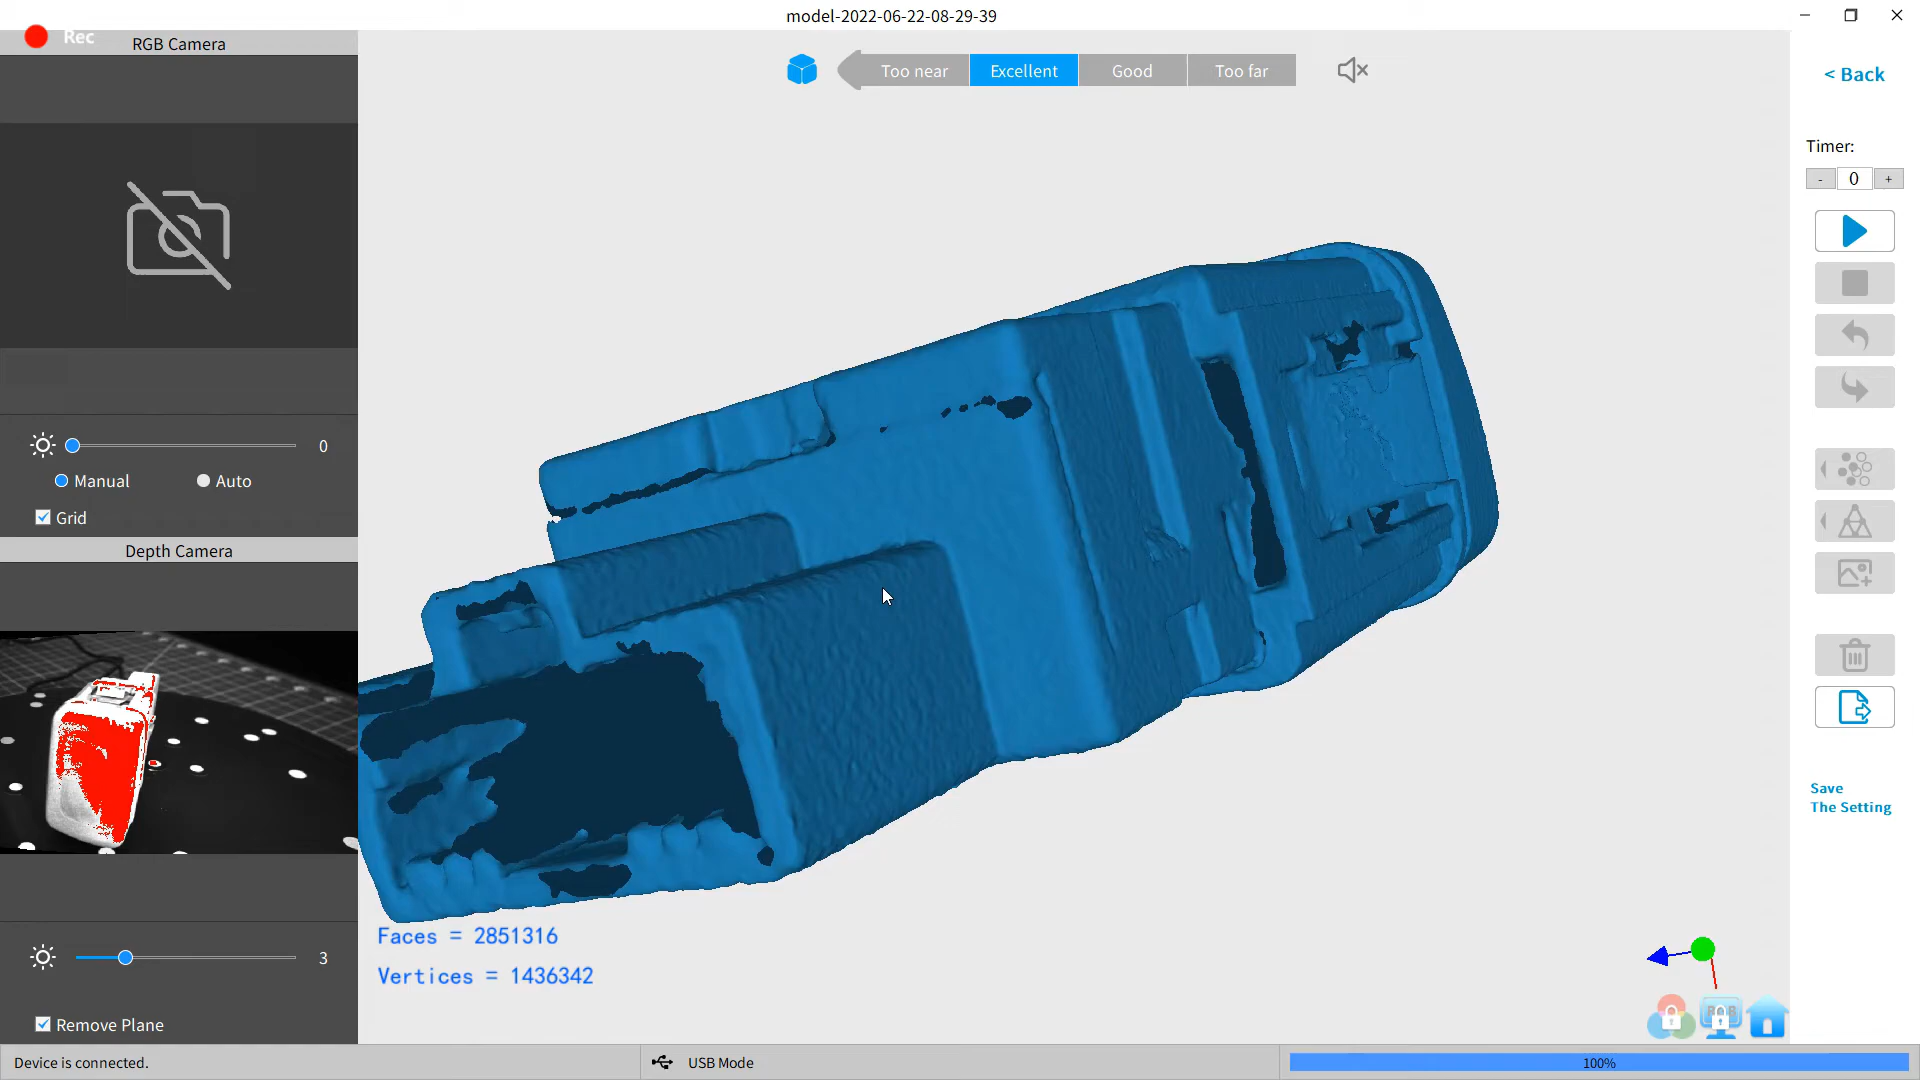 model-2022-06-22-08-29-39
Rec
RGB Camera
Too near
Excellent
Good
Too far
< Back
Timer:
- 0 +
0
Manual
Auto
Grid
Depth Camera
Save
The Setting
Faces = 2851316
Vertices = 1436342
3
Remove Plane
RGB
Device is connected.
USB Mode
100%